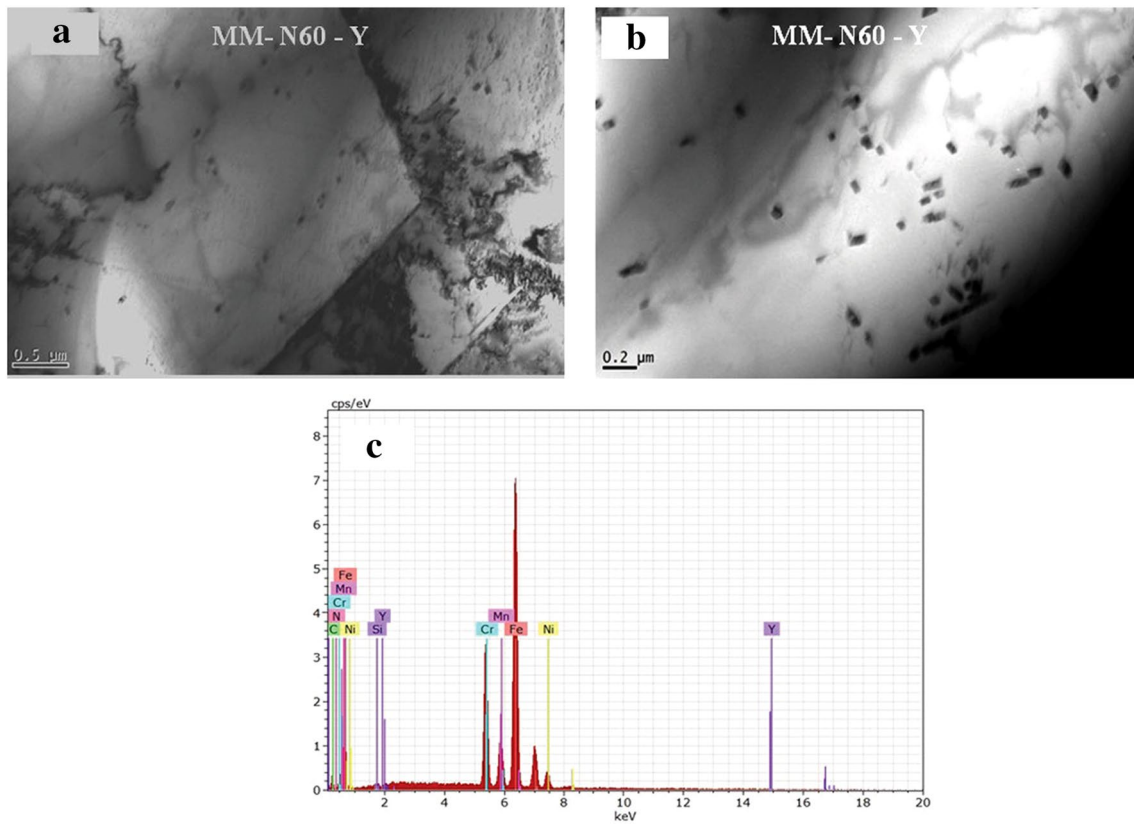 a
MM- N60 - Y
0.5 μm
b
MM- N60 - Y
0.2 μm
cps/eV
c
8
7
6
5
4
3
2
1
0
Fe
Mn
Cr
N
C Ni
Y
Si
Cr
Mn
Fe
Ni
Y
2 4 6 8 10 12 14 16 18 20
keV